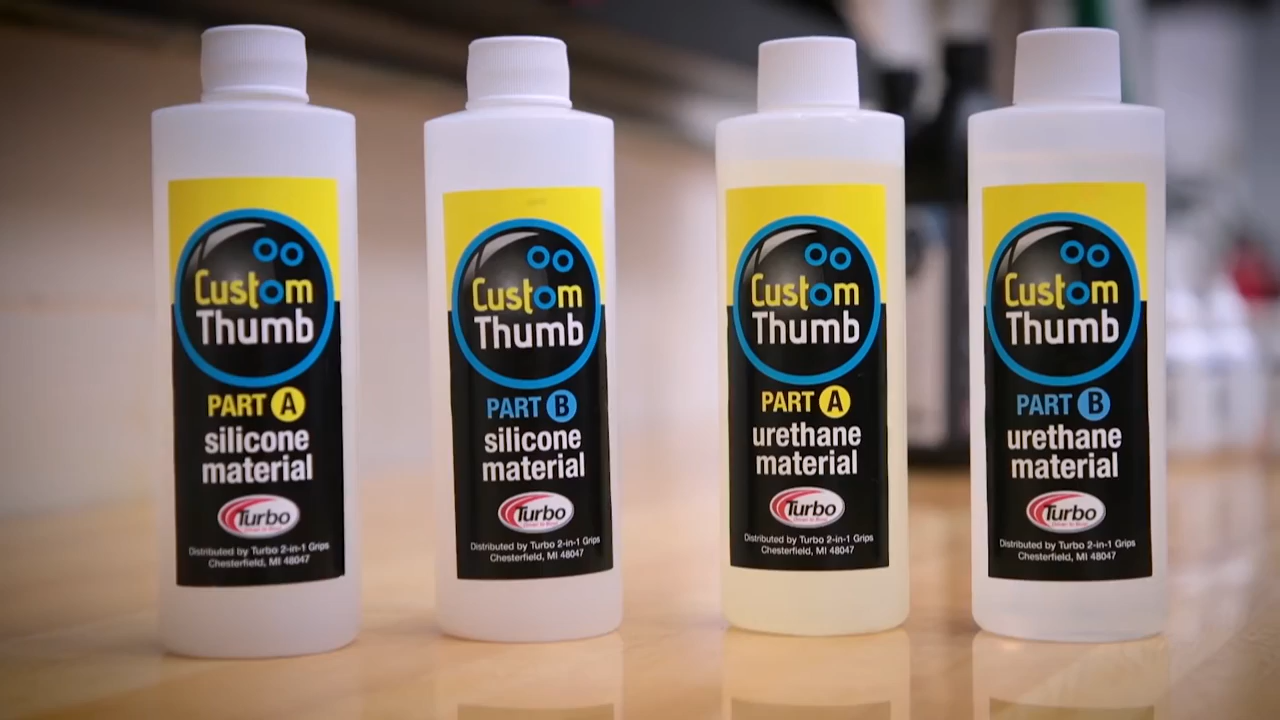 Custom
Thumb
PART A
silicone
material
Turbo
Distributed by Turbo 2-in-1 Grips
Chesterfield, MI 48047
Custom
Thumb
PART B
silicone
material
Turbo
Distributed by Turbo 2-in-1 Grips
Chesterfield, MI 48047
Custom
Thumb
PART A
urethane
material
Turbo
Distributed by Turbo 2-in-1 Grips
Chesterfield, MI 48047
Custom
Thumb
PART B
urethane
material
Turbo
Distributed by Turbo 2-in-1 Grips
Chesterfield, MI 48047